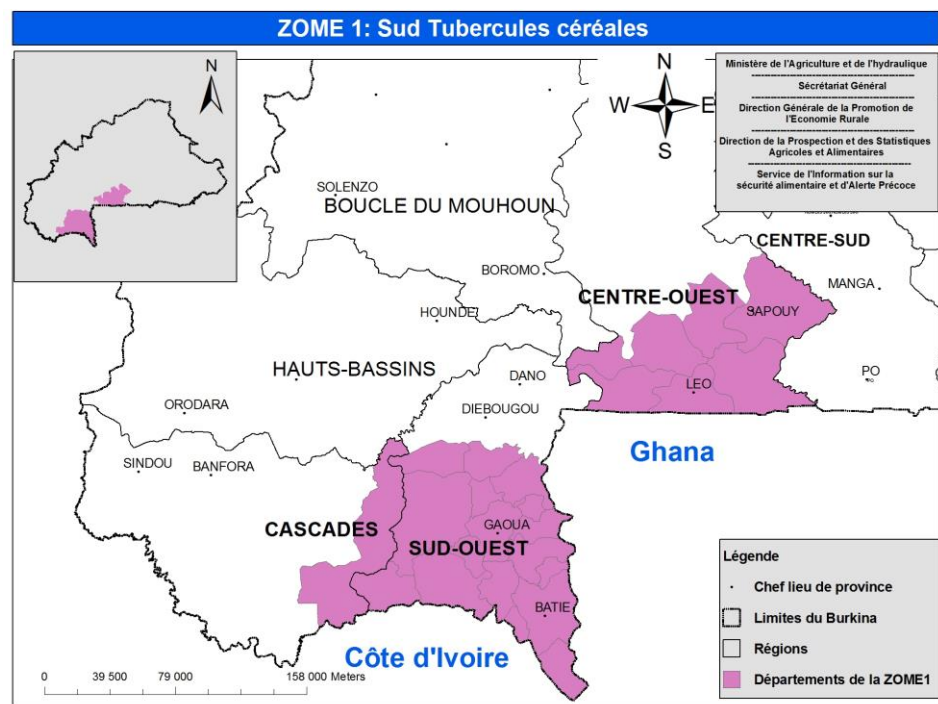 ZOME 1: Sud Tubercules céréales
N
N
W
E
S
Ministère de l'Agriculture et de l'hydraulique
Sécrétariat Général
Direction Générale de la Promotion de
l'Economie Rurale
Direction de la Prospection et des Statistiques
Agricoles et Alimentaires
Service de l'Information sur la
sécurité alimentaire et d'Alerte Précoce
SOLENZO
BOUCLE DU MOUHOUN
CENTRE-SUD
BOROMO
MANGA
CENTRE-OUEST
SAPOUY
HOUNDE
HAUTS-BASSINS
DANO
PO
LEO
ORODARA
DIEBOUGOU
Ghana
SINDOU
BANFORA
CASCADES
GAOUA
SUD-OUEST
BATIE
Côte d'Ivoire
Légende
Chef lieu de province
Limites du Burkina
Régions
Départements de la ZOME1
0 39 500 79 000 158 000 Meters